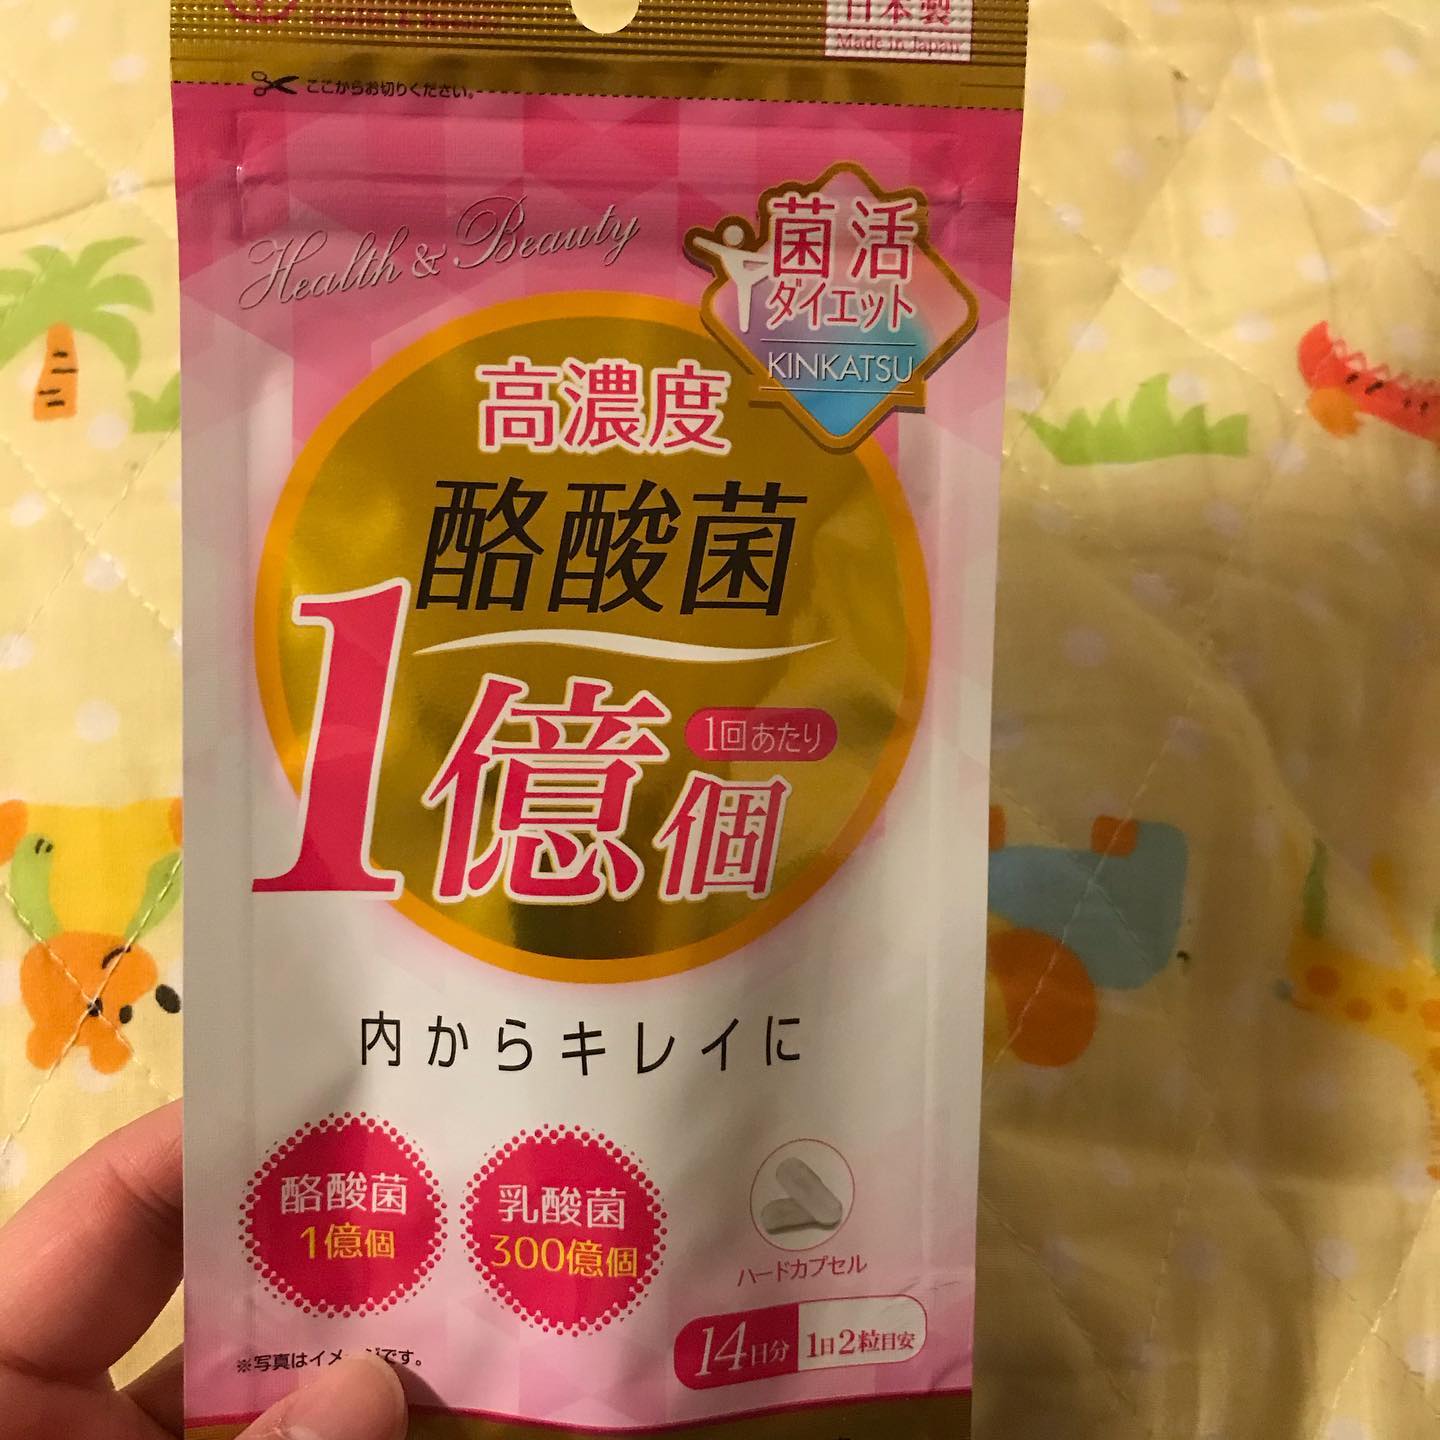 日本製
Made in Japan
ここからお切りください。
Health & Beauty
菌活
ダイエット
KINKATSU
高濃度
酪酸菌
1億個
1回あたり
内からキレイに
酪酸菌
1億個
乳酸菌
300億個
ハードカプセル
14日分
1日2粒目安
※写真はイメージです。